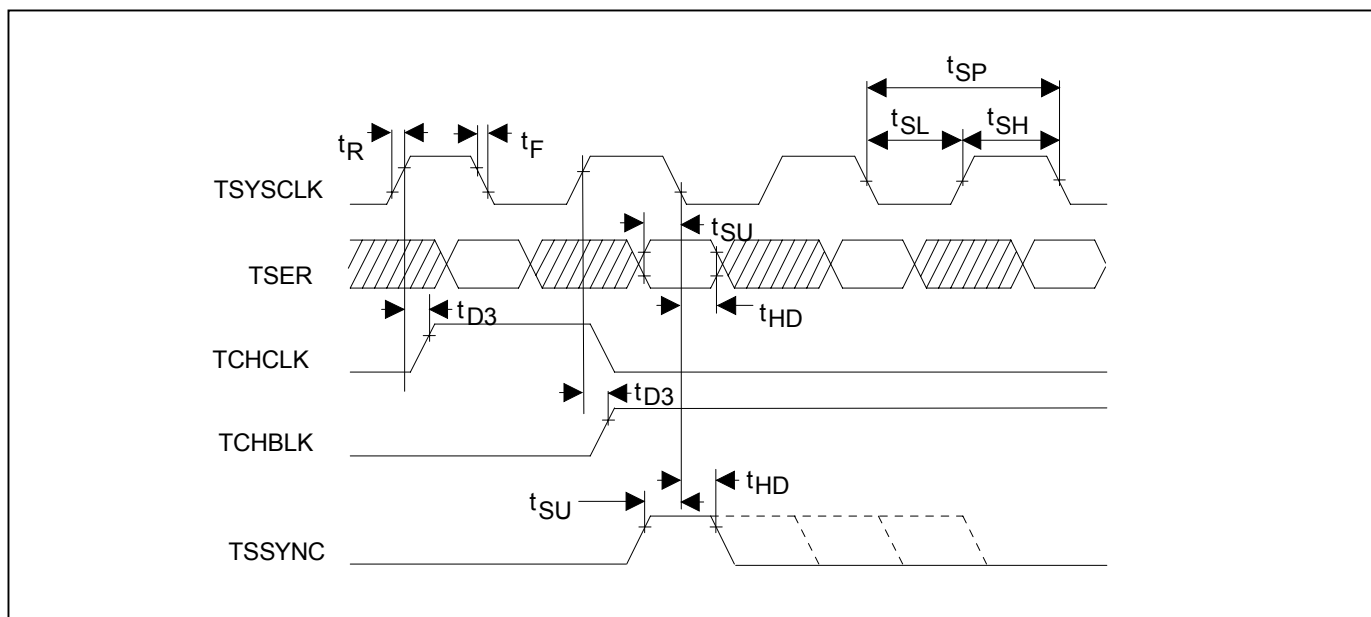 tSP
tSL tSH
tR tF
TSYSCLK
tSU
TSER
tD3 tHD
TCHCLK
tD3
TCHBLK
tHD
tSU
TSSYNC